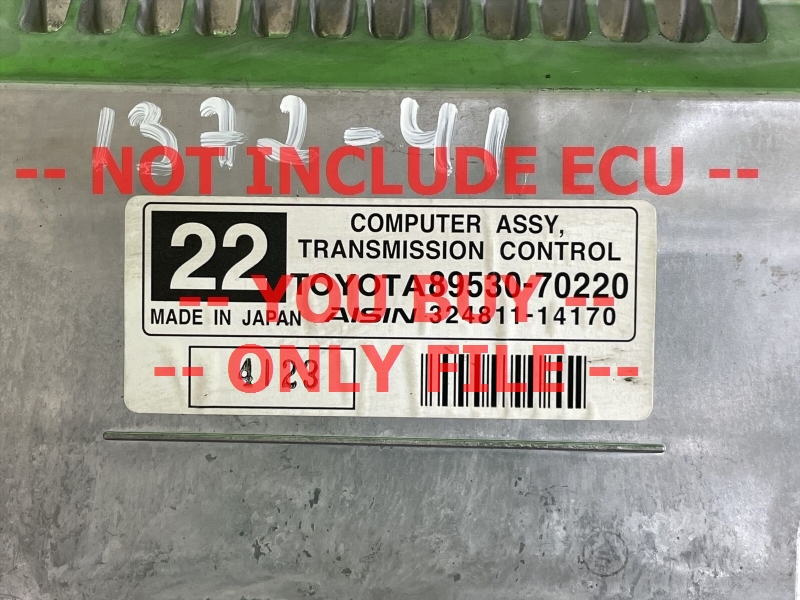 1372-41
-- NOT INCLUDE ECU --
22
COMPUTER ASSY,
TRANSMISSION CONTROL
TOYOTA 89530-70220
-- YOU BUY --
MADE IN JAPAN AISIN 324811-14170
-- ONLY FILE --
4123